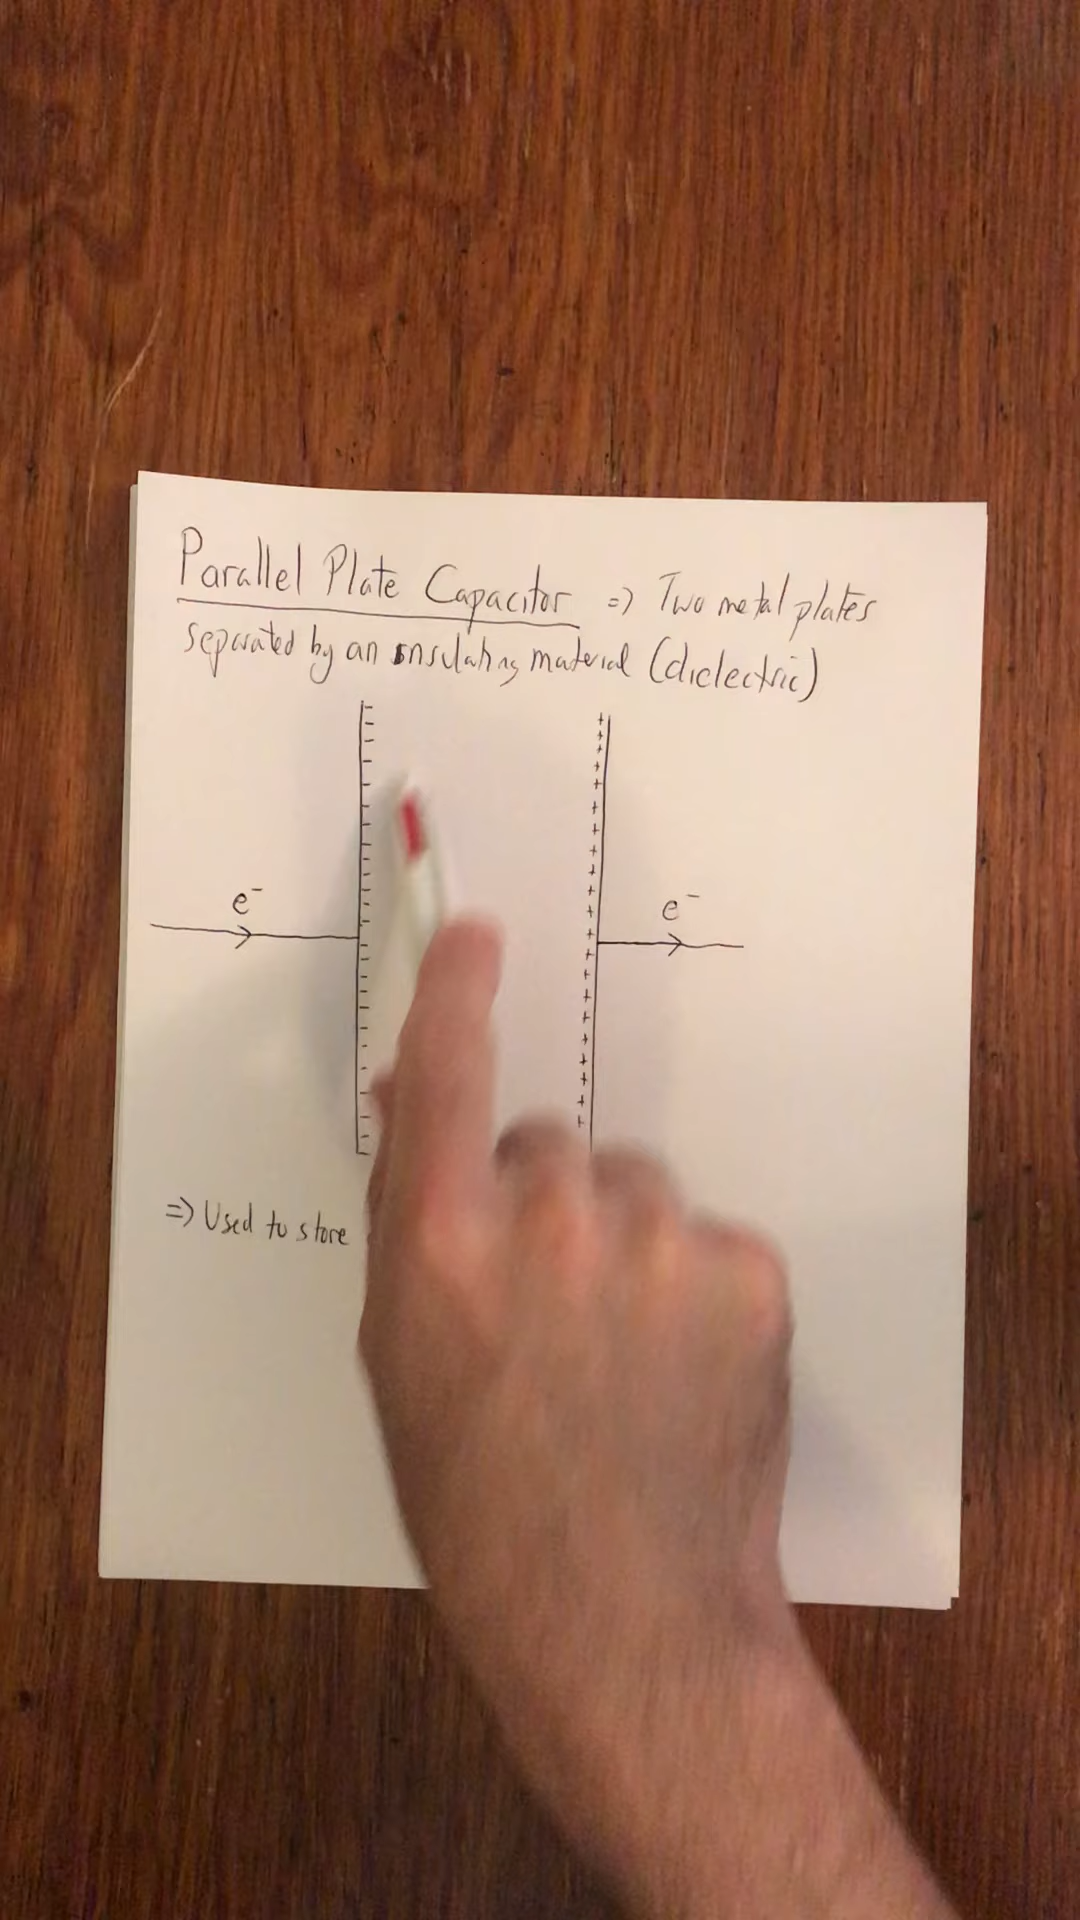 Parallel Plate Capacitor => Two metal plates
separated by an insulating material (dielectric)
e⁻
e⁻
=> Used to store